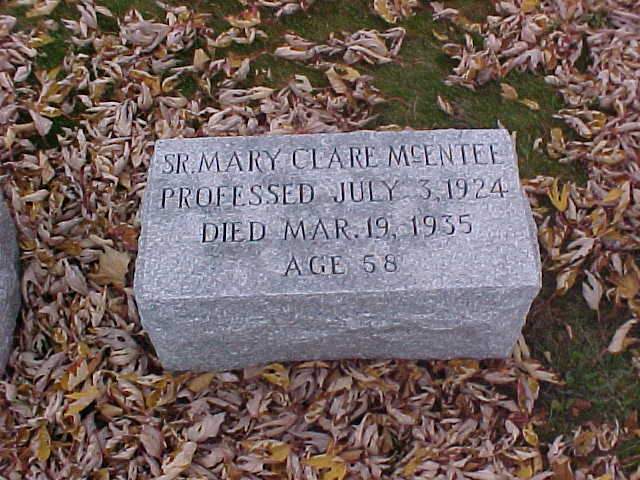 SR. MARY CLARE McENTEE
PROFESSED JULY 3, 1924
DIED MAR. 19, 1935
AGE 58